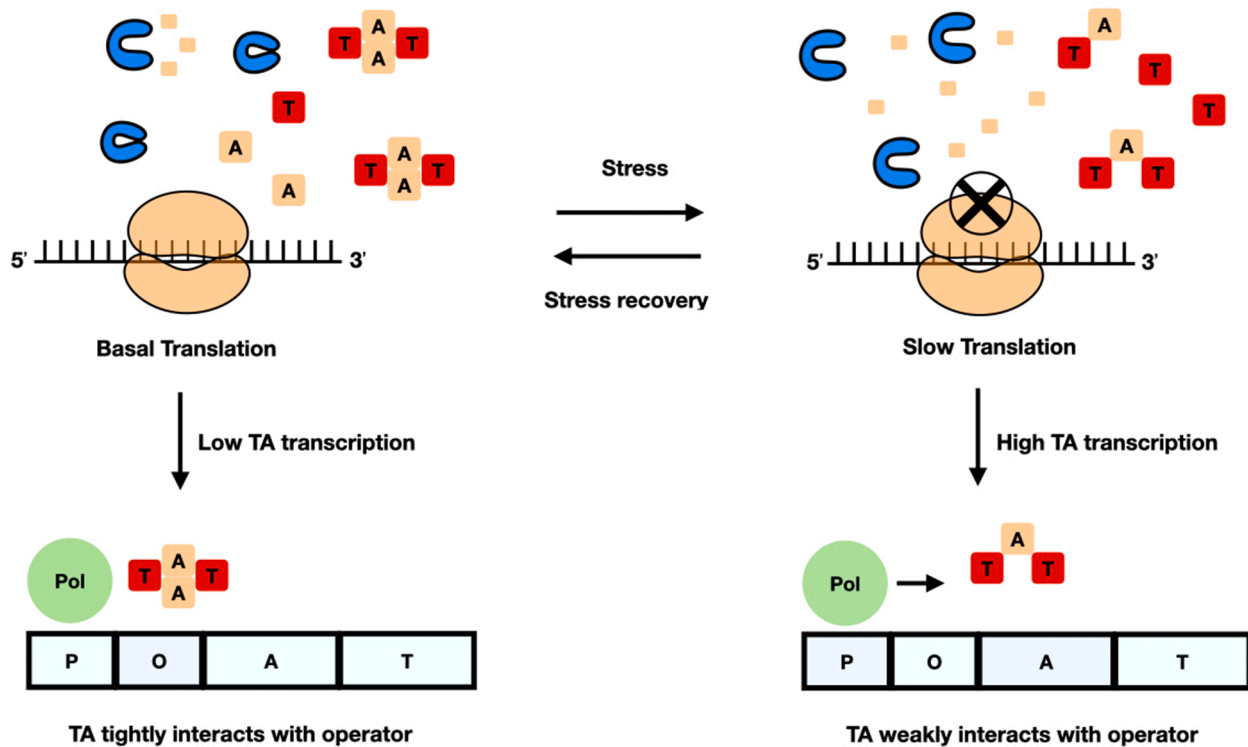 T A T
A
T
A
A
T A T
A
5’ 3’
Basal Translation
Low TA transcription
Pol
T A T
A
P O A T
TA tightly interacts with operator
Stress
Stress recovery
A
T
T
T
A
T T
5’ 3’
Slow Translation
High TA transcription
Pol
A
T T
P O A T
TA weakly interacts with operator